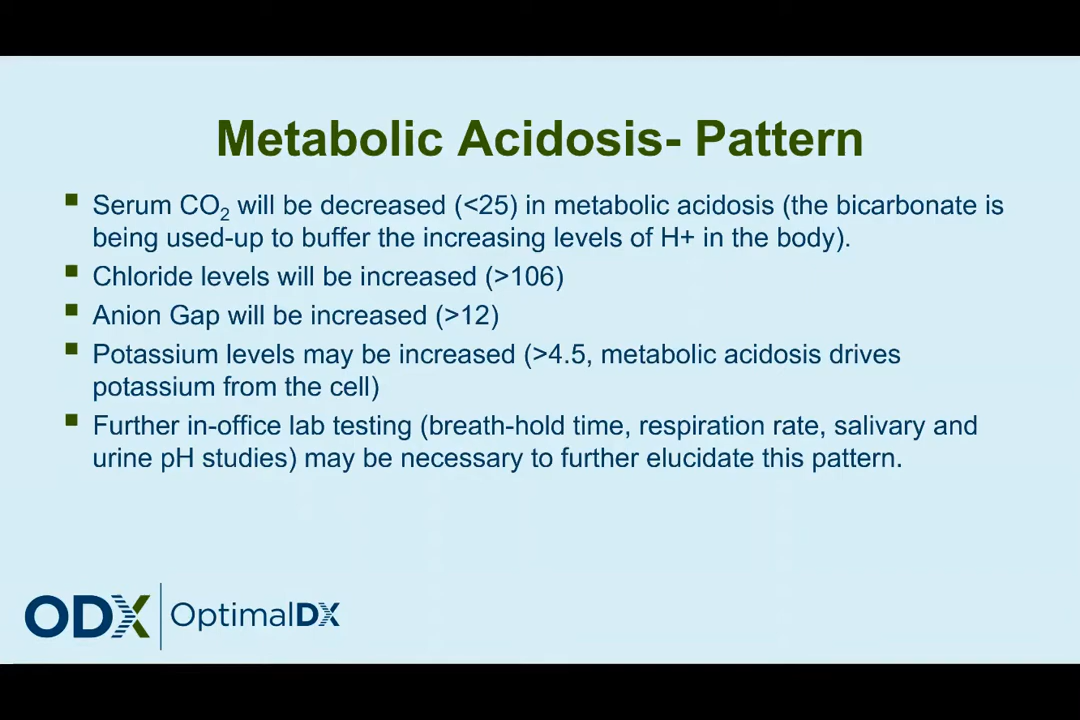 Metabolic Acidosis- Pattern
Serum CO₂ will be decreased (<25) in metabolic acidosis (the bicarbonate is
being used-up to buffer the increasing levels of H+ in the body).
Chloride levels will be increased (>106)
Anion Gap will be increased (>12)
Potassium levels may be increased (>4.5, metabolic acidosis drives
potassium from the cell)
Further in-office lab testing (breath-hold time, respiration rate, salivary and
urine pH studies) may be necessary to further elucidate this pattern.
ODX OptimalDX